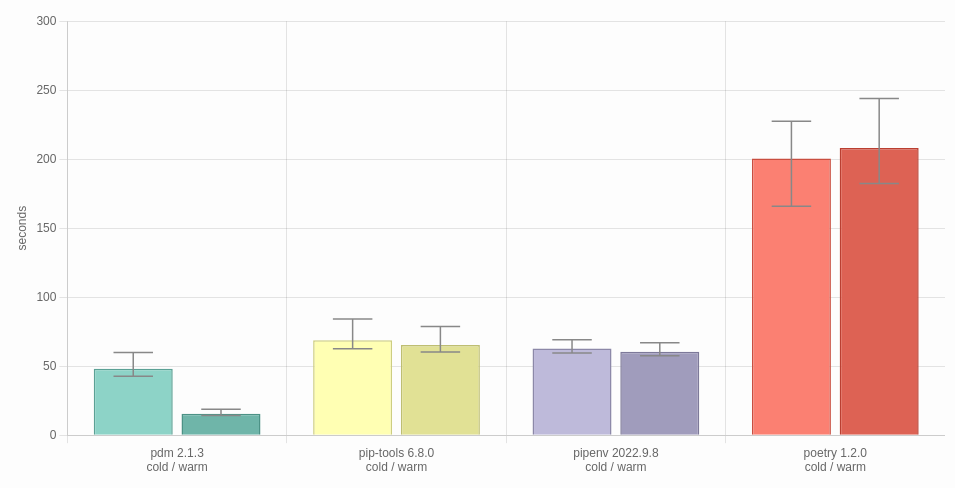 300
250
200
150
100
50
0
seconds
pdm 2.1.3
cold / warm
pip-tools 6.8.0
cold / warm
pipenv 2022.9.8
cold / warm
poetry 1.2.0
cold / warm